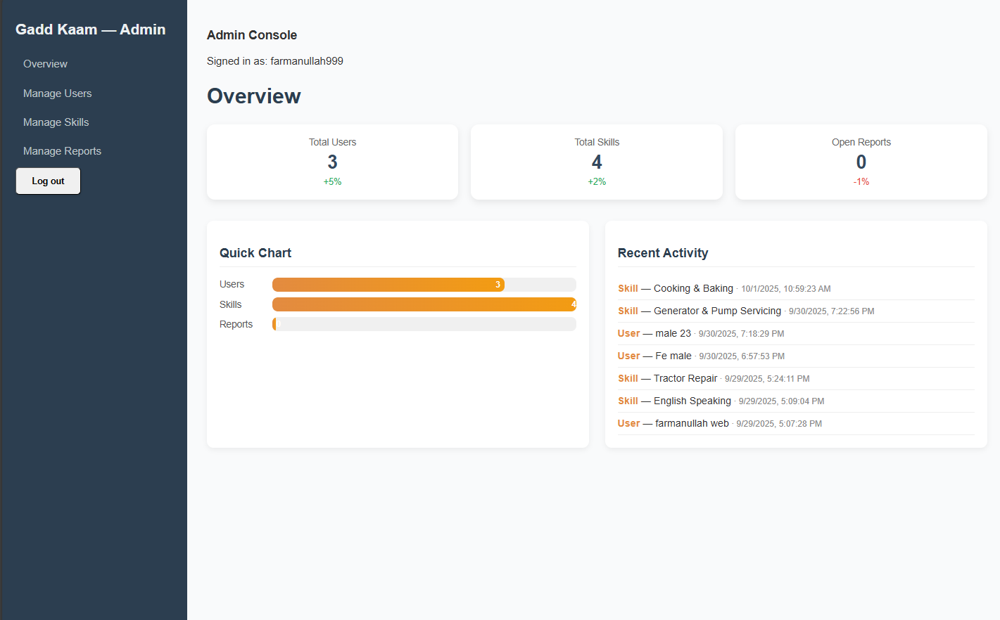 Gadd Kaam — Admin
Overview
Manage Users
Manage Skills
Manage Reports
Log out
Admin Console
Signed in as: farmanullah999
Overview
Total Users
3
+5%
Total Skills
4
+2%
Open Reports
0
-1%
Quick Chart
Users 3
Skills 4
Reports 0
Recent Activity
Skill — Cooking & Baking · 10/1/2025, 10:59:23 AM
Skill — Generator & Pump Servicing · 9/30/2025, 7:22:56 PM
User — male 23 · 9/30/2025, 7:18:29 PM
User — Fe male · 9/30/2025, 6:57:53 PM
Skill — Tractor Repair · 9/29/2025, 5:24:11 PM
Skill — English Speaking · 9/29/2025, 5:09:04 PM
User — farmanullah web · 9/29/2025, 5:07:28 PM